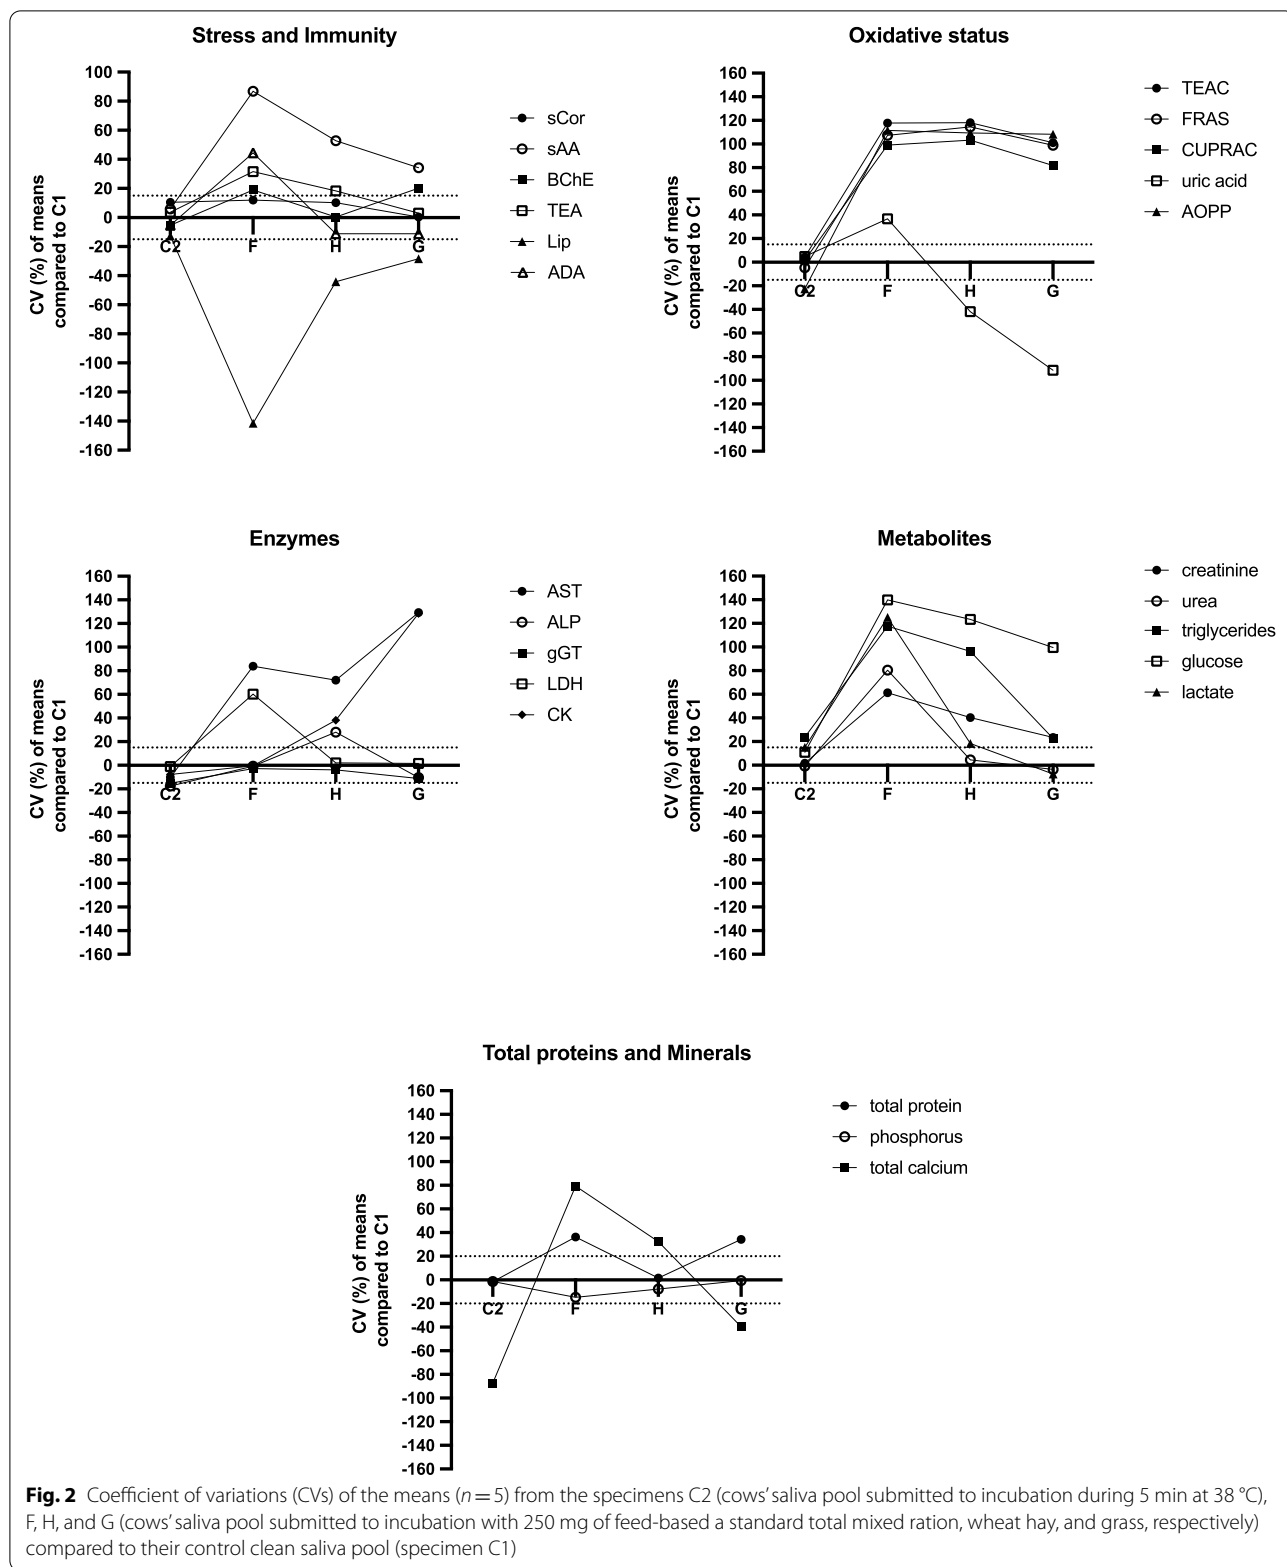 Stress and Immunity
CV (%) of means
compared to C1
100
80
60
40
20
0
-20
-40
-60
-80
-100
-120
-140
-160
C2 F H G
sCor
sAA
BChE
TEA
Lip
ADA
Oxidative status
CV (%) of means
compared to C1
160
140
120
100
80
60
40
20
0
-20
-40
-60
-80
-100
-120
-140
-160
C2 F H G
TEAC
FRAS
CUPRAC
uric acid
AOPP
Enzymes
CV (%) of means
compared to C1
160
140
120
100
80
60
40
20
0
-20
-40
-60
-80
-100
-120
-140
-160
C2 F H G
AST
ALP
gGT
LDH
CK
Metabolites
CV (%) of means
compared to C1
160
140
120
100
80
60
40
20
0
-20
-40
-60
-80
-100
-120
-140
-160
C2 F H G
creatinine
urea
triglycerides
glucose
lactate
Total proteins and Minerals
CV (%) of means
compared to C1
160
140
120
100
80
60
40
20
0
-20
-40
-60
-80
-100
-120
-140
-160
C2 F H G
total protein
phosphorus
total calcium
Fig. 2 Coefficient of variations (CVs) of the means (n = 5) from the specimens C2 (cows' saliva pool submitted to incubation during 5 min at 38 °C),
F, H, and G (cows' saliva pool submitted to incubation with 250 mg of feed-based a standard total mixed ration, wheat hay, and grass, respectively)
compared to their control clean saliva pool (specimen C1)